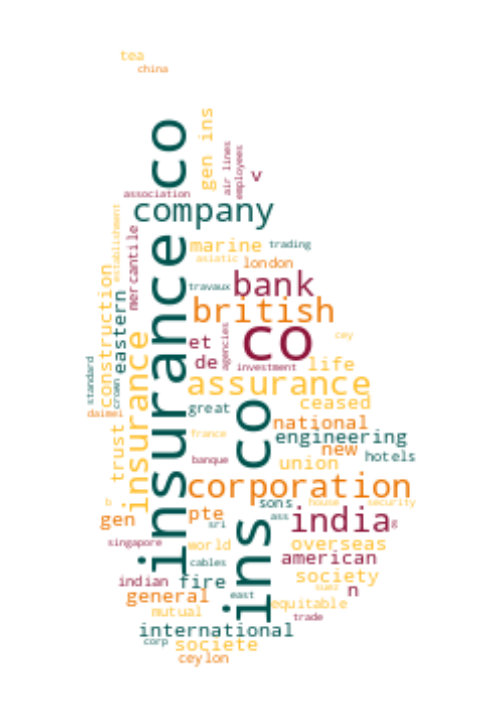 tea
china
insurance co
gen ins
air lines
employees
v
association
company
establishment
mercantile
marine
trading
asiatic
london
construction
eastern
travaux
bank
british
co
et
de
agencies
cey
investment
life
standard
crown
insurance
assurance
daimei
great
ceased
ins co
national
trust
france
engineering
new
hotels
banque
union
corporation
b
sons
house
security
gen
pte
sri
ass
india
g
singapore
world
overseas
american
cables
indian
fire
society
suez
n
general
east
equitable
mutual
trade
international
corp
societe
ceylon